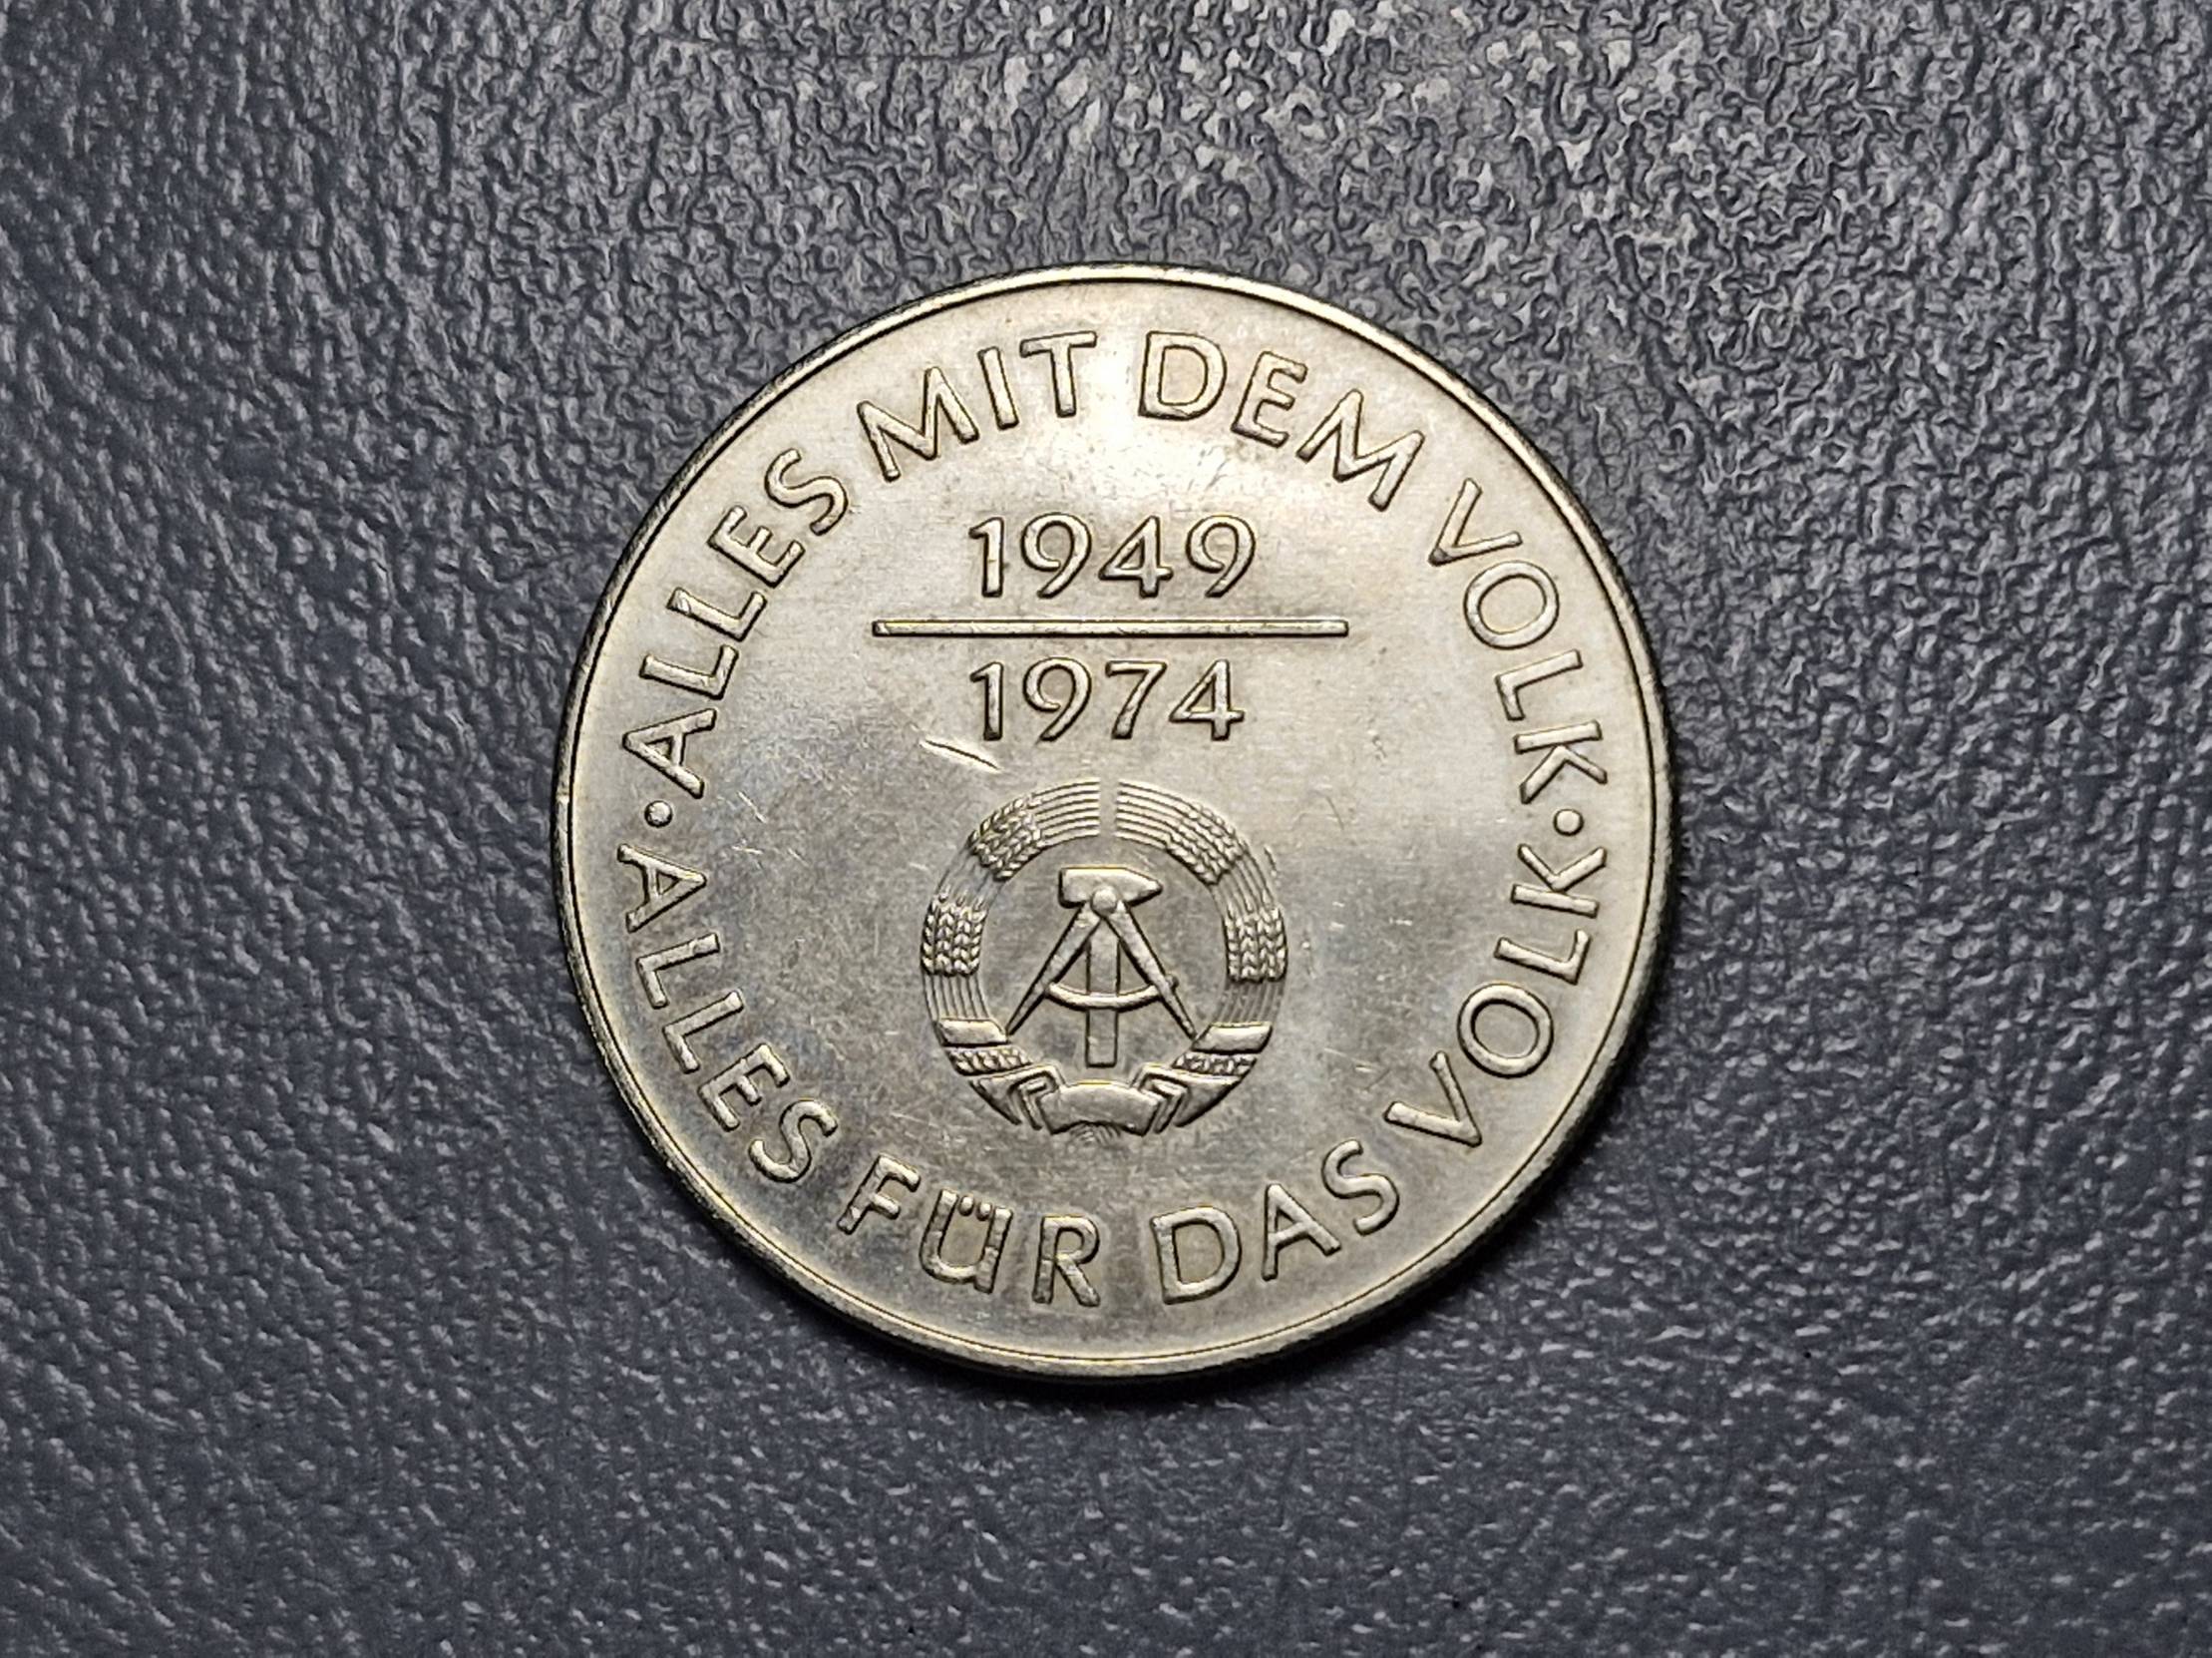 ·ALLES MIT DEM VOLK·
1949
1974
ALLES FÜR DAS VOLK